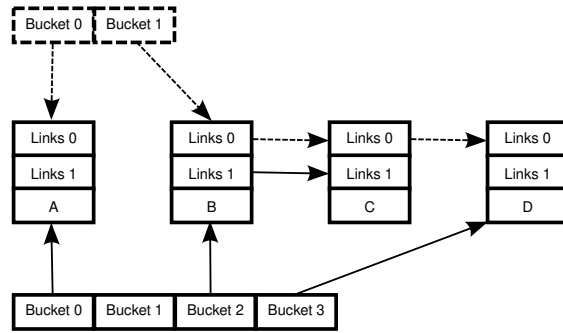 Bucket 0 Bucket 1
Links 0 Links 0 Links 0 Links 0
Links 1 Links 1 Links 1 Links 1
A B C D
Bucket 0 Bucket 1 Bucket 2 Bucket 3